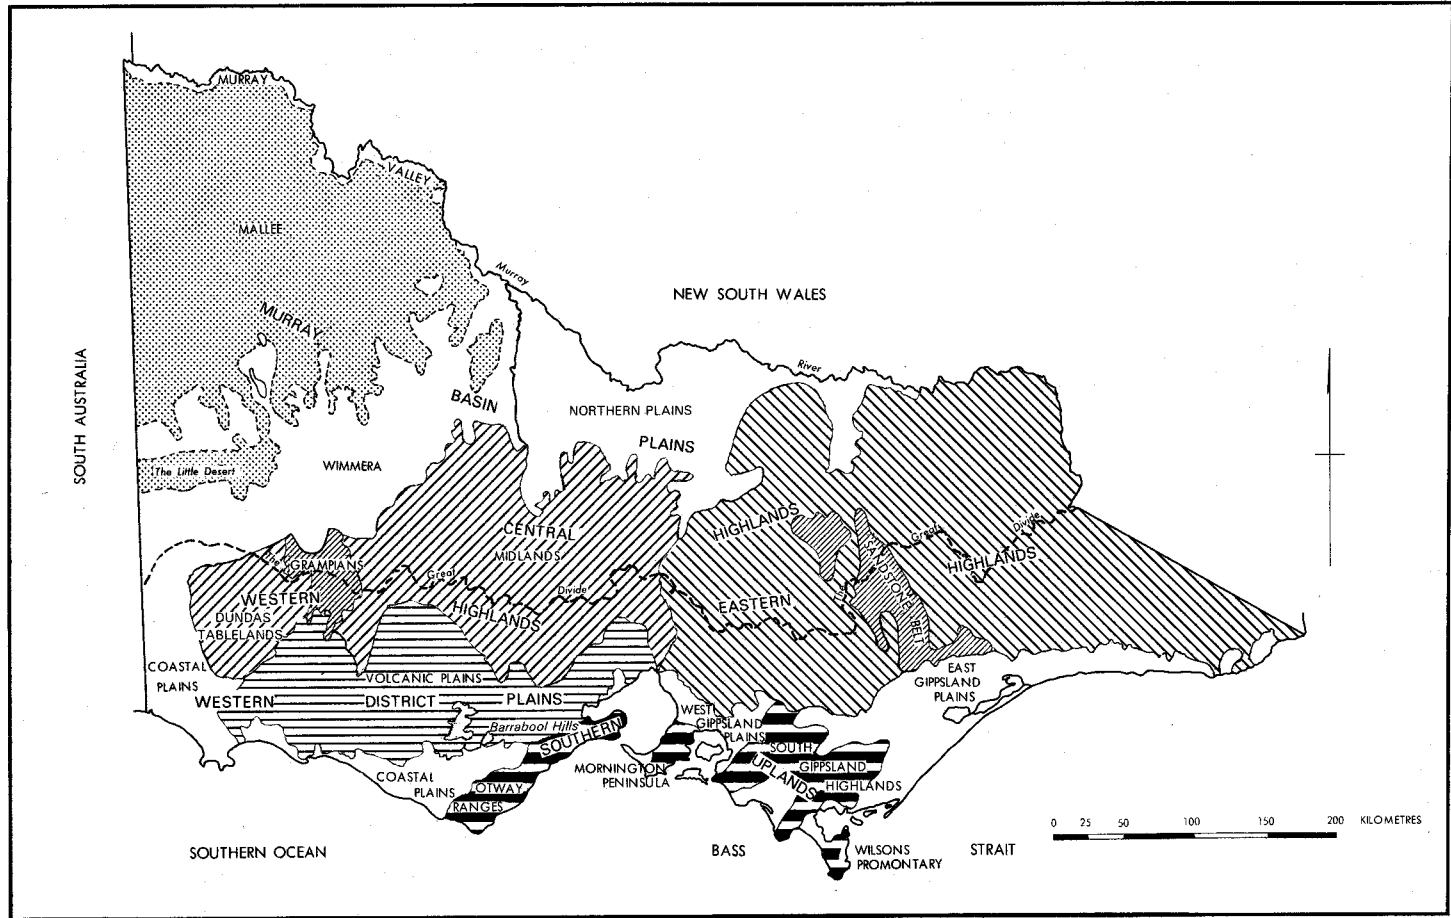 MURRAY
VALLEY
MALLEE
Murray
NEW SOUTH WALES
MURRAY
SOUTH AUSTRALIA
River
BASIN
NORTHERN PLAINS
PLAINS
The Little Desert
WIMMERA
CENTRAL
HIGHLANDS
MIDLANDS
Great
Divide
The
GRAMPIANS
SANDSTONE BELT
HIGHLANDS
Great
Divide
The
WESTERN
HIGHLANDS
EASTERN
DUNDAS
TABLELANDS
COASTAL
PLAINS
VOLCANIC PLAINS
EAST
GIPPSLAND
PLAINS
WESTERN
DISTRICT
PLAINS
WEST
GIPPSLAND
PLAINS
Barrabool Hills
SOUTHERN
SOUTH
GIPPSLAND
HIGHLANDS
UPLANDS
MORNINGTON
PENINSULA
COASTAL
PLAINS
OTWAY
RANGES
0 25 50 100 150 200 KILOMETRES
SOUTHERN OCEAN
BASS
STRAIT
WILSONS
PROMONTARY